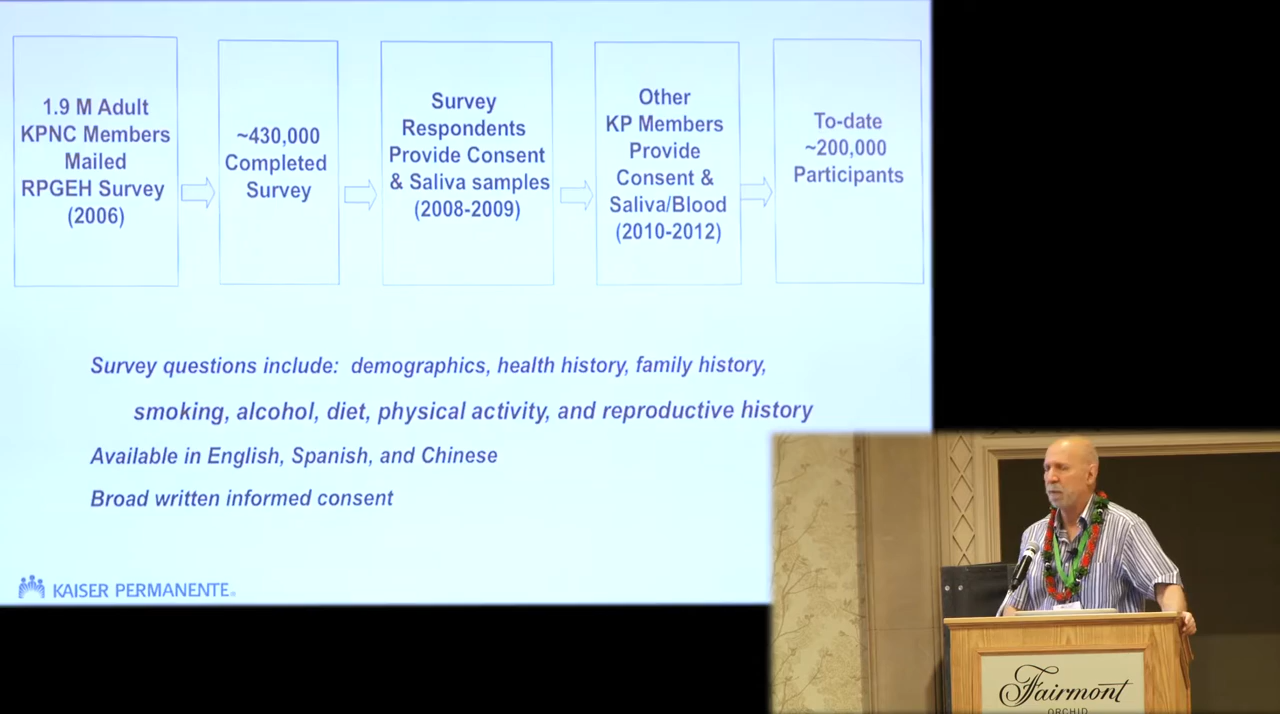 1.9 M Adult
KPNC Members
Mailed
RPGEH Survey
(2006)
~430,000
Completed
Survey
Survey
Respondents
Provide Consent
& Saliva samples
(2008-2009)
Other
KP Members
Provide
Consent &
Saliva/Blood
(2010-2012)
To-date
~200,000
Participants
Survey questions include: demographics, health history, family history,
smoking, alcohol, diet, physical activity, and reproductive history
Available in English, Spanish, and Chinese
Broad written informed consent
KAISER PERMANENTE®
Fairmont
ORCHID